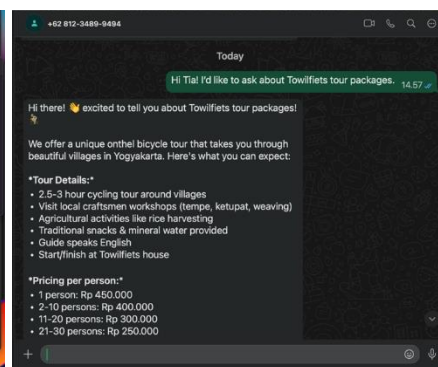 +62 812-3489-9494
Today
Hi Tia! I'd like to ask about Towilfiets tour packages.
14.57
Hi there! 👋 excited to tell you about Towilfiets tour packages!
We offer a unique onthel bicycle tour that takes you through
beautiful villages in Yogyakarta. Here's what you can expect:
*Tour Details:*
• 2.5-3 hour cycling tour around villages
• Visit local craftsmen workshops (tempe, ketupat, weaving)
• Agricultural activities like rice harvesting
• Traditional snacks & mineral water provided
• Guide speaks English
• Start/finish at Towilfiets house
*Pricing per person:*
• 1 person: Rp 450.000
• 2-10 persons: Rp 400.000
• 11-20 persons: Rp 300.000
• 21-30 persons: Rp 250.000